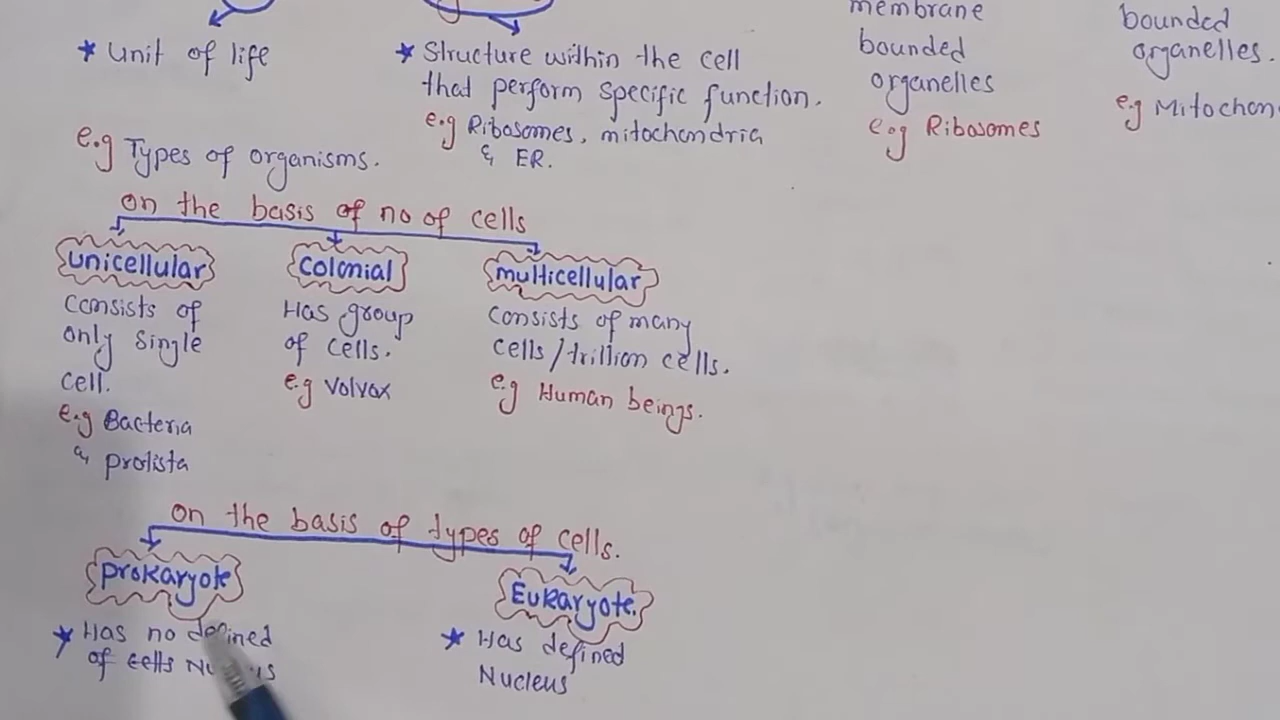 * Unit of life
* Structure within the cell
that perform specific function.
e.g Ribosomes, mitochondria
& ER.
membrane
bounded
organelles
e.g Ribosomes
bounded
organelles.
e.g Mitochon
e.g Types of organisms.
on the basis of no of cells
unicellular
Consists of
only single
cell.
e.g Bacteria
& protista
colonial
Has group
of cells.
e.g Volvox
multicellular
consists of many
cells/trillion cells.
e.g Human beings.
on the basis of types of cells.
Prokaryote
* Has no defined
of cells Nucleus
Eukaryote.
* Has defined
Nucleus